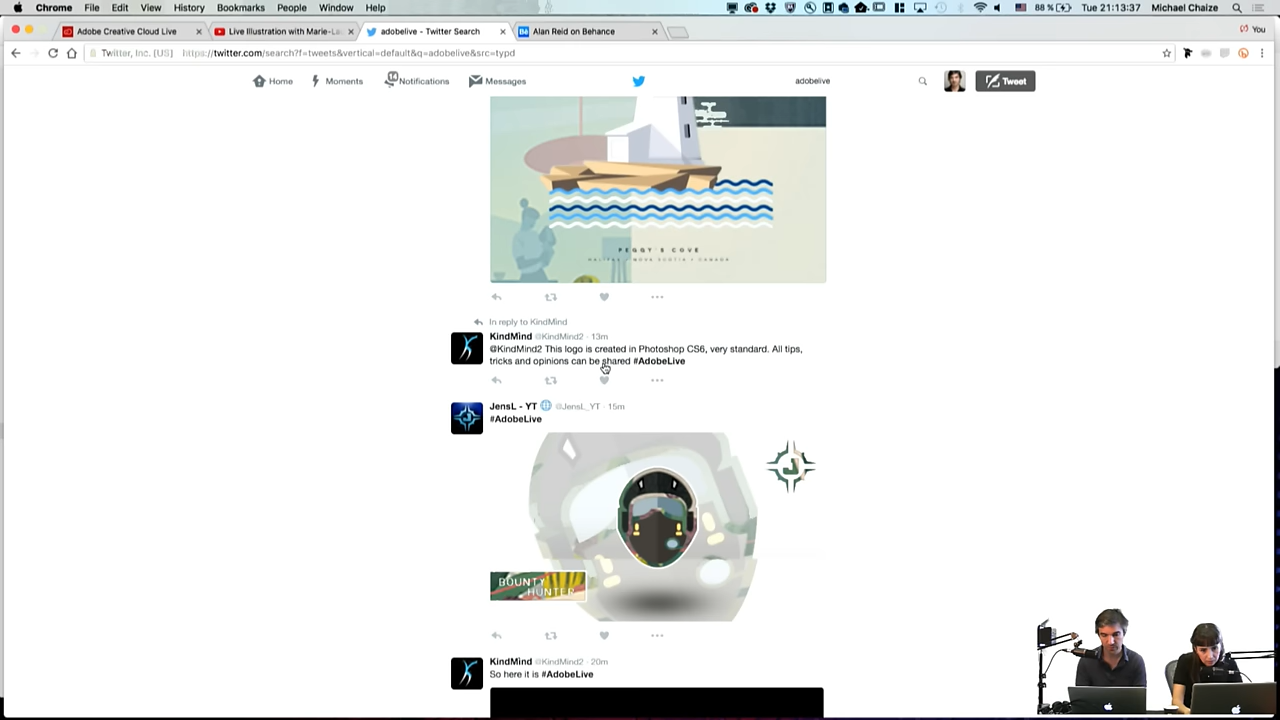 Chrome File Edit View History Bookmarks People Window Help 88 % Tue 21:13:37 Michael Chaize
Adobe Creative Cloud Live × Live Illustration with Marie-La × adobelive - Twitter Search × Alan Reid on Behance × You
Twitter, Inc. [US] https://twitter.com/search?f=tweets&vertical=default&q=adobelive&src=typd
Home Moments 14 Notifications Messages adobelive Tweet
PEGGY'S COVE
HALIFAX NOVA SCOTIA CANADA
In reply to KindMind
KindMind @KindMind2 · 13m
@KindMind2 This logo is created in Photoshop CS6, very standard. All tips,
tricks and opinions can be shared #AdobeLive
JensL - YT @JensL_YT · 15m
#AdobeLive
J
BOUNTY
HUNTER
KindMind @KindMind2 · 20m
So here it is #AdobeLive